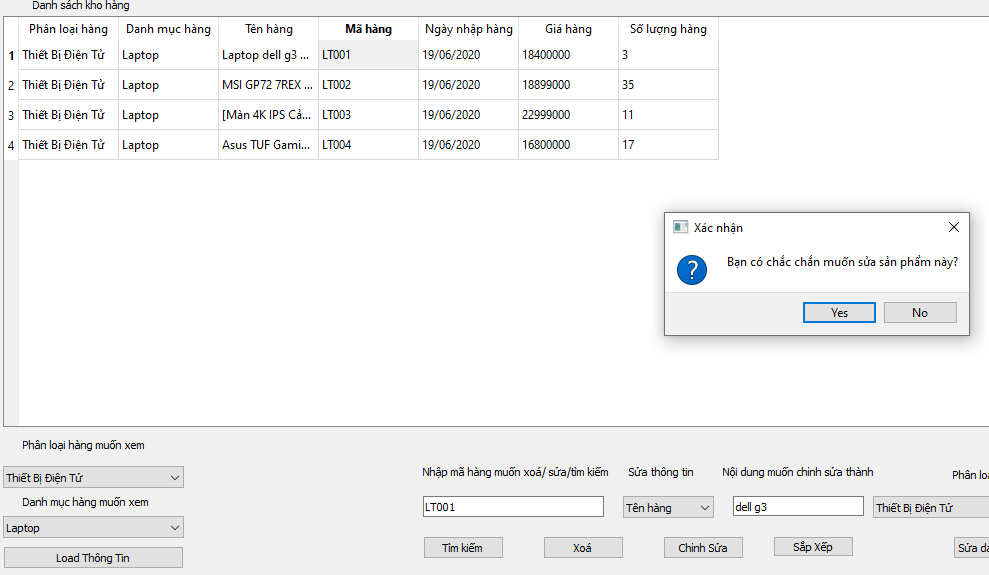 Danh sách kho hàng
Phân loại hàng Danh mục hàng Tên hàng Mã hàng Ngày nhập hàng Giá hàng Số lượng hàng
1 Thiết Bị Điện Tử Laptop Laptop dell g3 ... LT001 19/06/2020 18400000 3
2 Thiết Bị Điện Tử Laptop MSI GP72 7REX ... LT002 19/06/2020 18899000 35
3 Thiết Bị Điện Tử Laptop [Màn 4K IPS Cả... LT003 19/06/2020 22999000 11
4 Thiết Bị Điện Tử Laptop Asus TUF Gami... LT004 19/06/2020 16800000 17
Xác nhận
Bạn có chắc chắn muốn sửa sản phẩm này?
Yes No
Phân loại hàng muốn xem
Thiết Bị Điện Tử
Danh mục hàng muốn xem
Laptop
Load Thông Tin
Nhập mã hàng muốn xoá/ sửa/tìm kiếm Sửa thông tin Nội dung muốn chỉnh sửa thành Phân loạ
LT001 Tên hàng dell g3 Thiết Bị Điện Tử
Tìm kiếm Xoá Chỉnh Sửa Sắp Xếp Sửa da